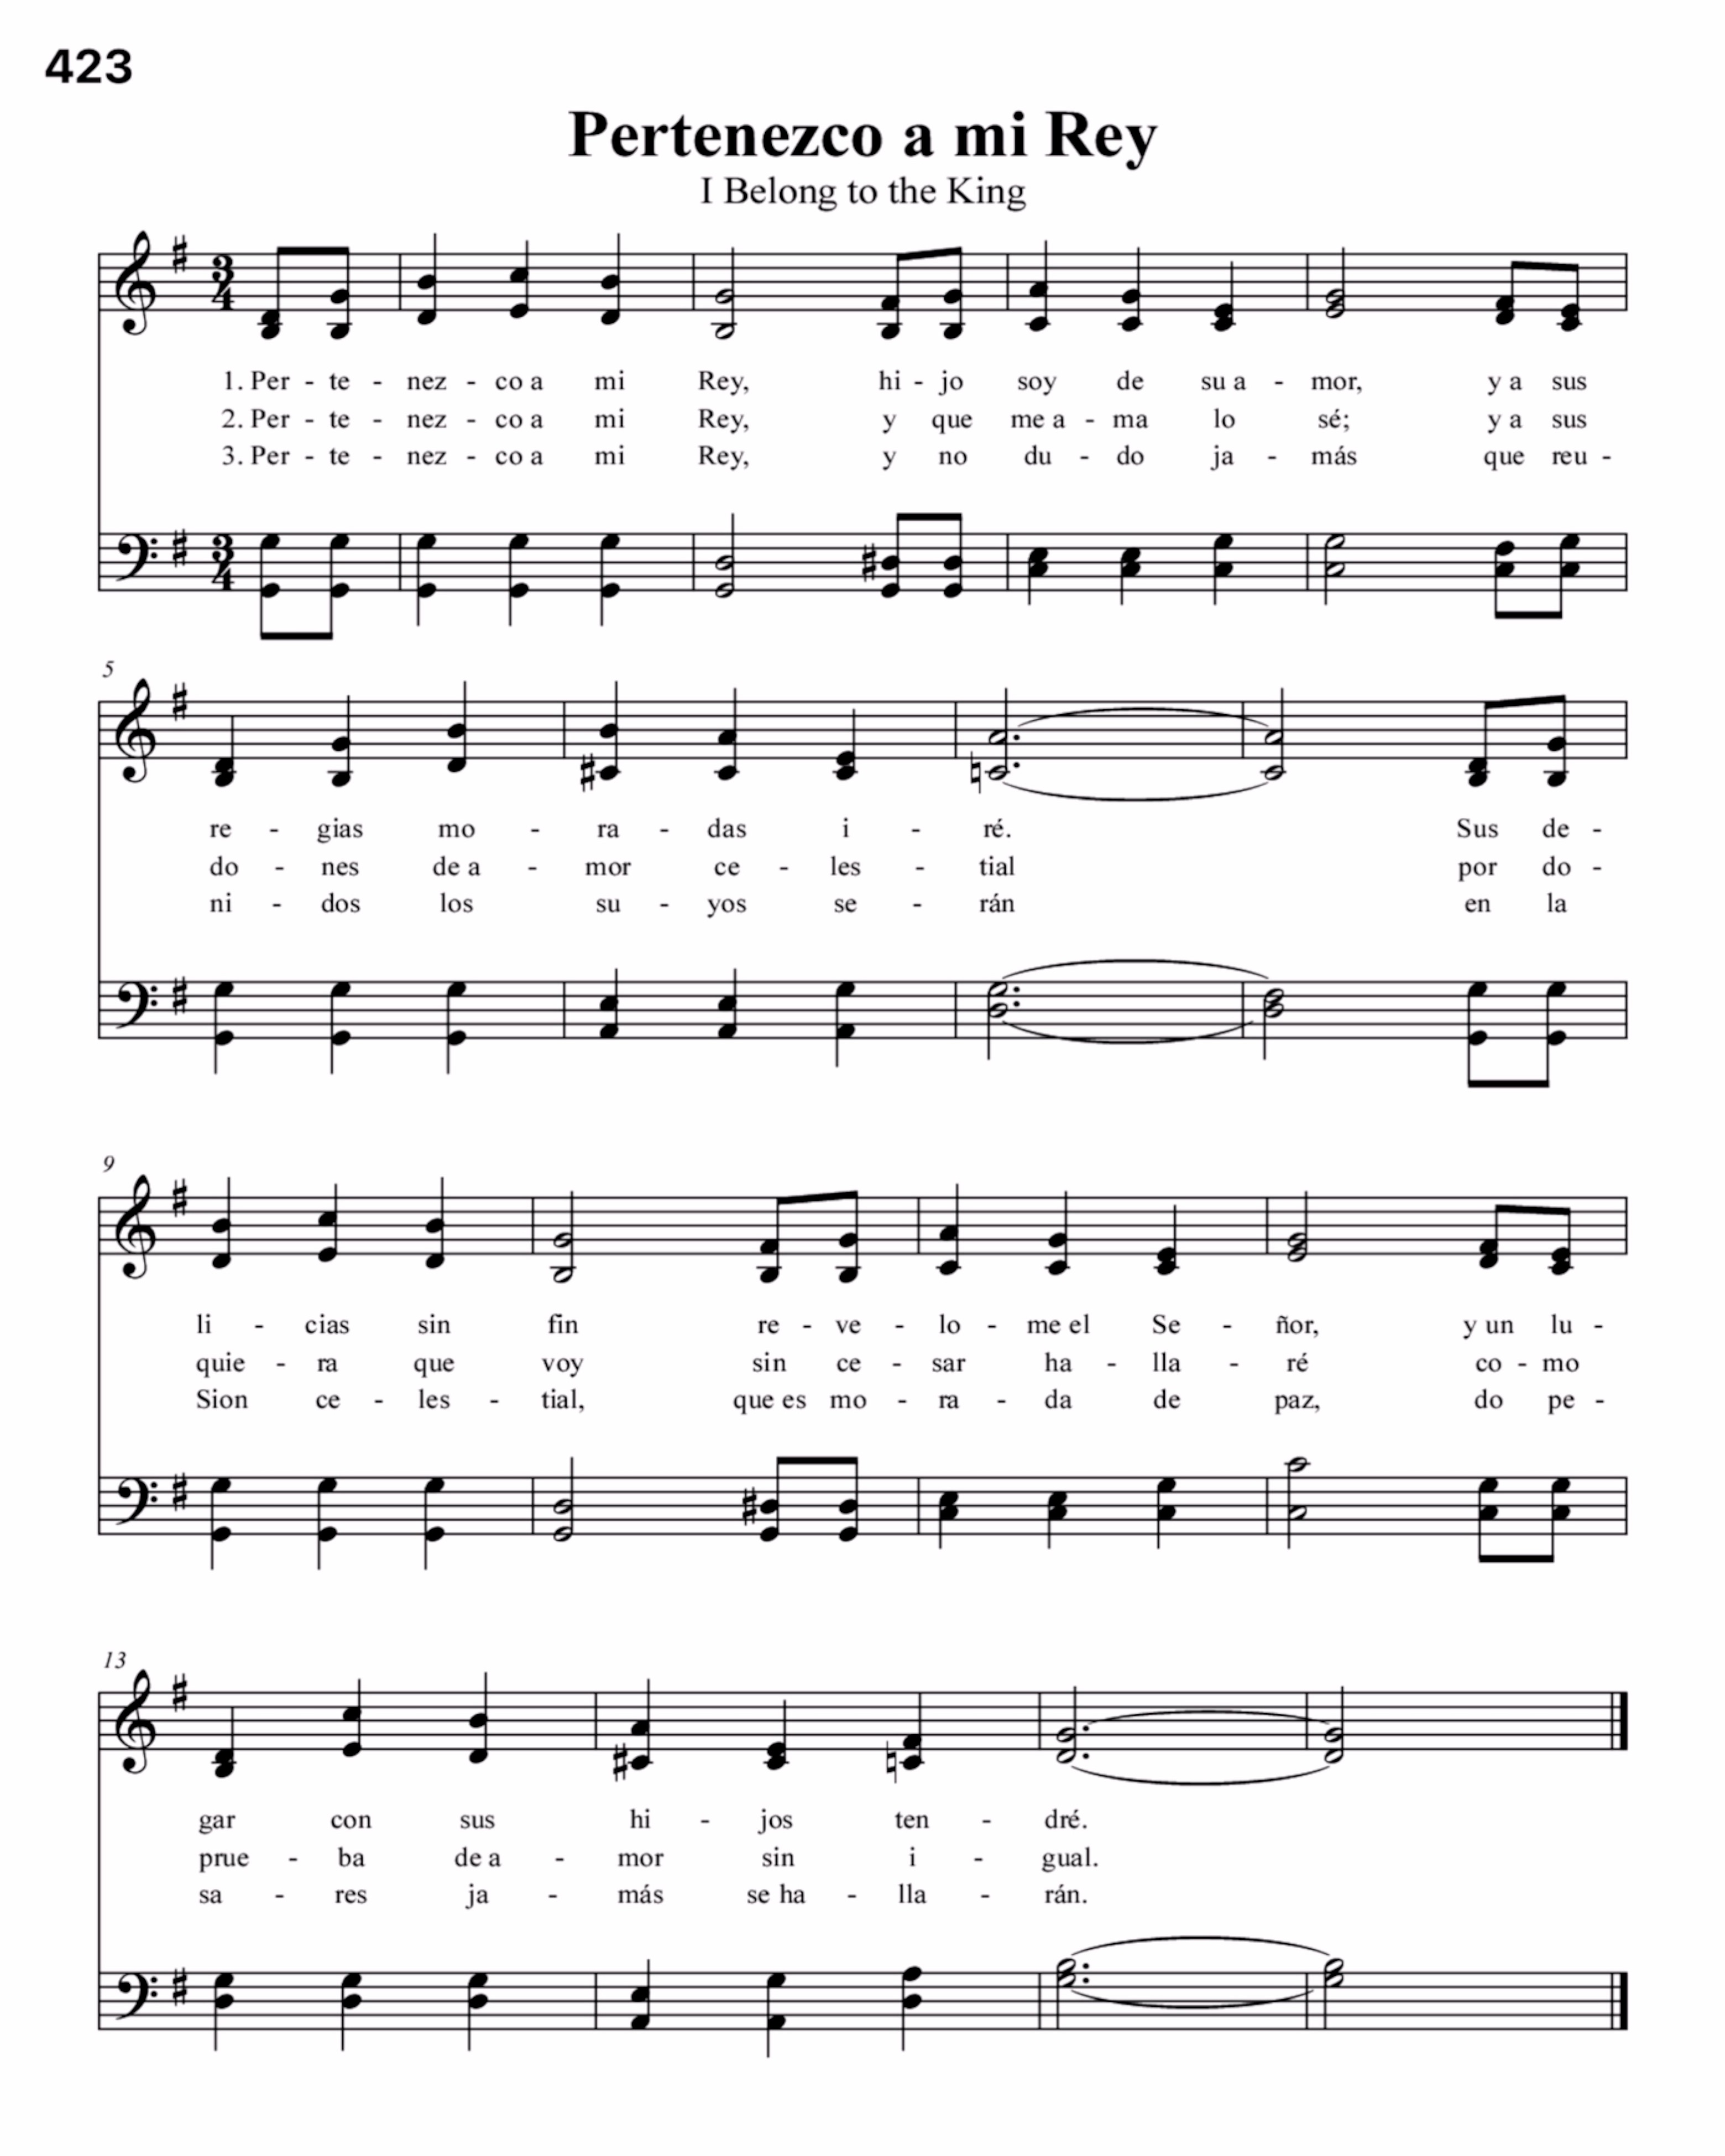 423
Pertenezco a mi Rey
I Belong to the King
1. Per - te - nez - co a mi Rey, hi - jo soy de su a - mor, y a sus
2. Per - te - nez - co a mi Rey, y que me a - ma lo sé; y a sus
3. Per - te - nez - co a mi Rey, y no du - do ja - más que reu -
5
re - gias mo - ra - das i - ré. Sus de -
do - nes de a - mor ce - les - tial por do -
ni - dos los su - yos se - rán en la
9
li - cias sin fin re - ve - lo - me el Se - ñor, y un lu -
quie - ra que voy sin ce - sar ha - lla - ré co - mo
Sion ce - les - tial, que es mo - ra - da de paz, do pe -
13
gar con sus hi - jos ten - dré.
prue - ba de a - mor sin i - gual.
sa - res ja - más se ha - lla - rán.